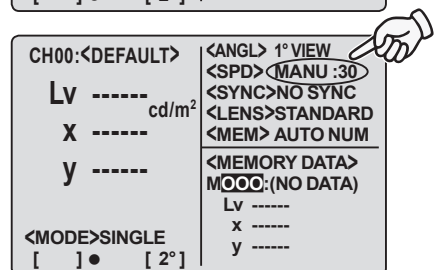 [ ]● [ 2°]
CH00:<DEFAULT>
Lv ------
cd/m²
x ------
y ------
<MODE>SINGLE
[ ]● [ 2°]
<ANGL> 1° VIEW
<SPD> MANU :30
<SYNC>NO SYNC
<LENS>STANDARD
<MEM> AUTO NUM
<MEMORY DATA>
M000:(NO DATA)
Lv ------
x ------
y ------